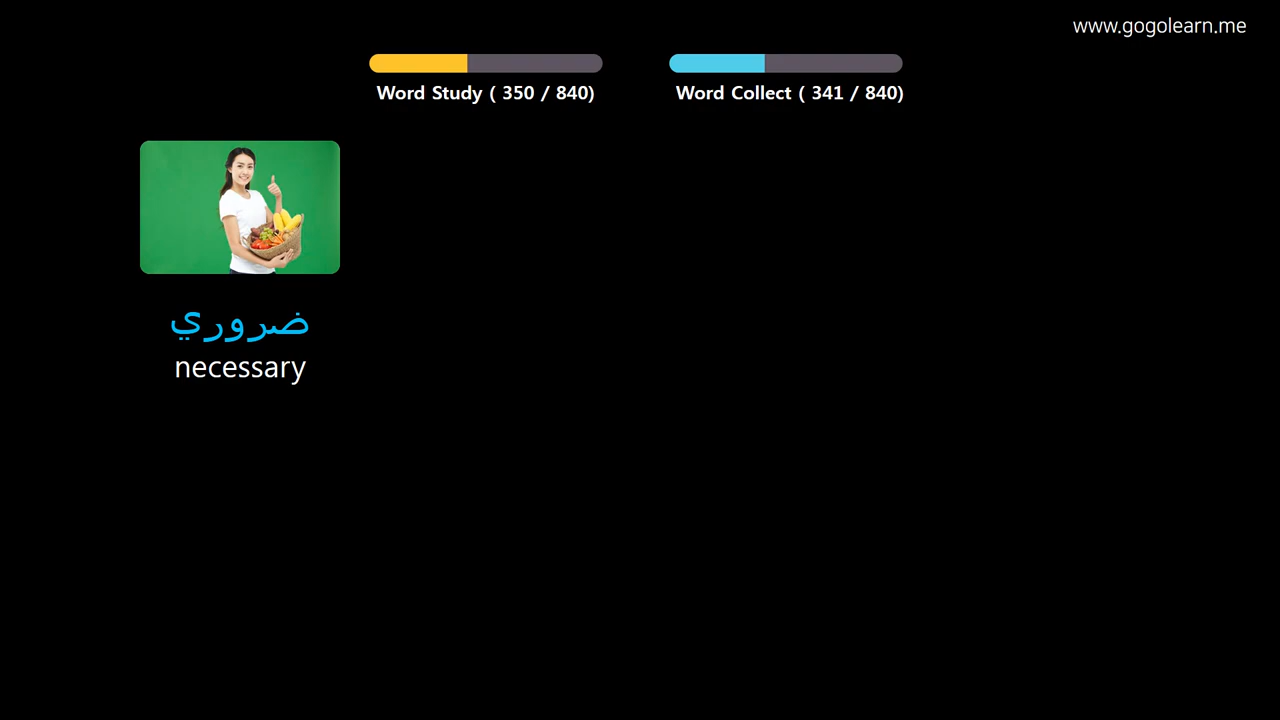 www.gogolearn.me
Word Study ( 350 / 840)
Word Collect ( 341 / 840)
ضروري
necessary